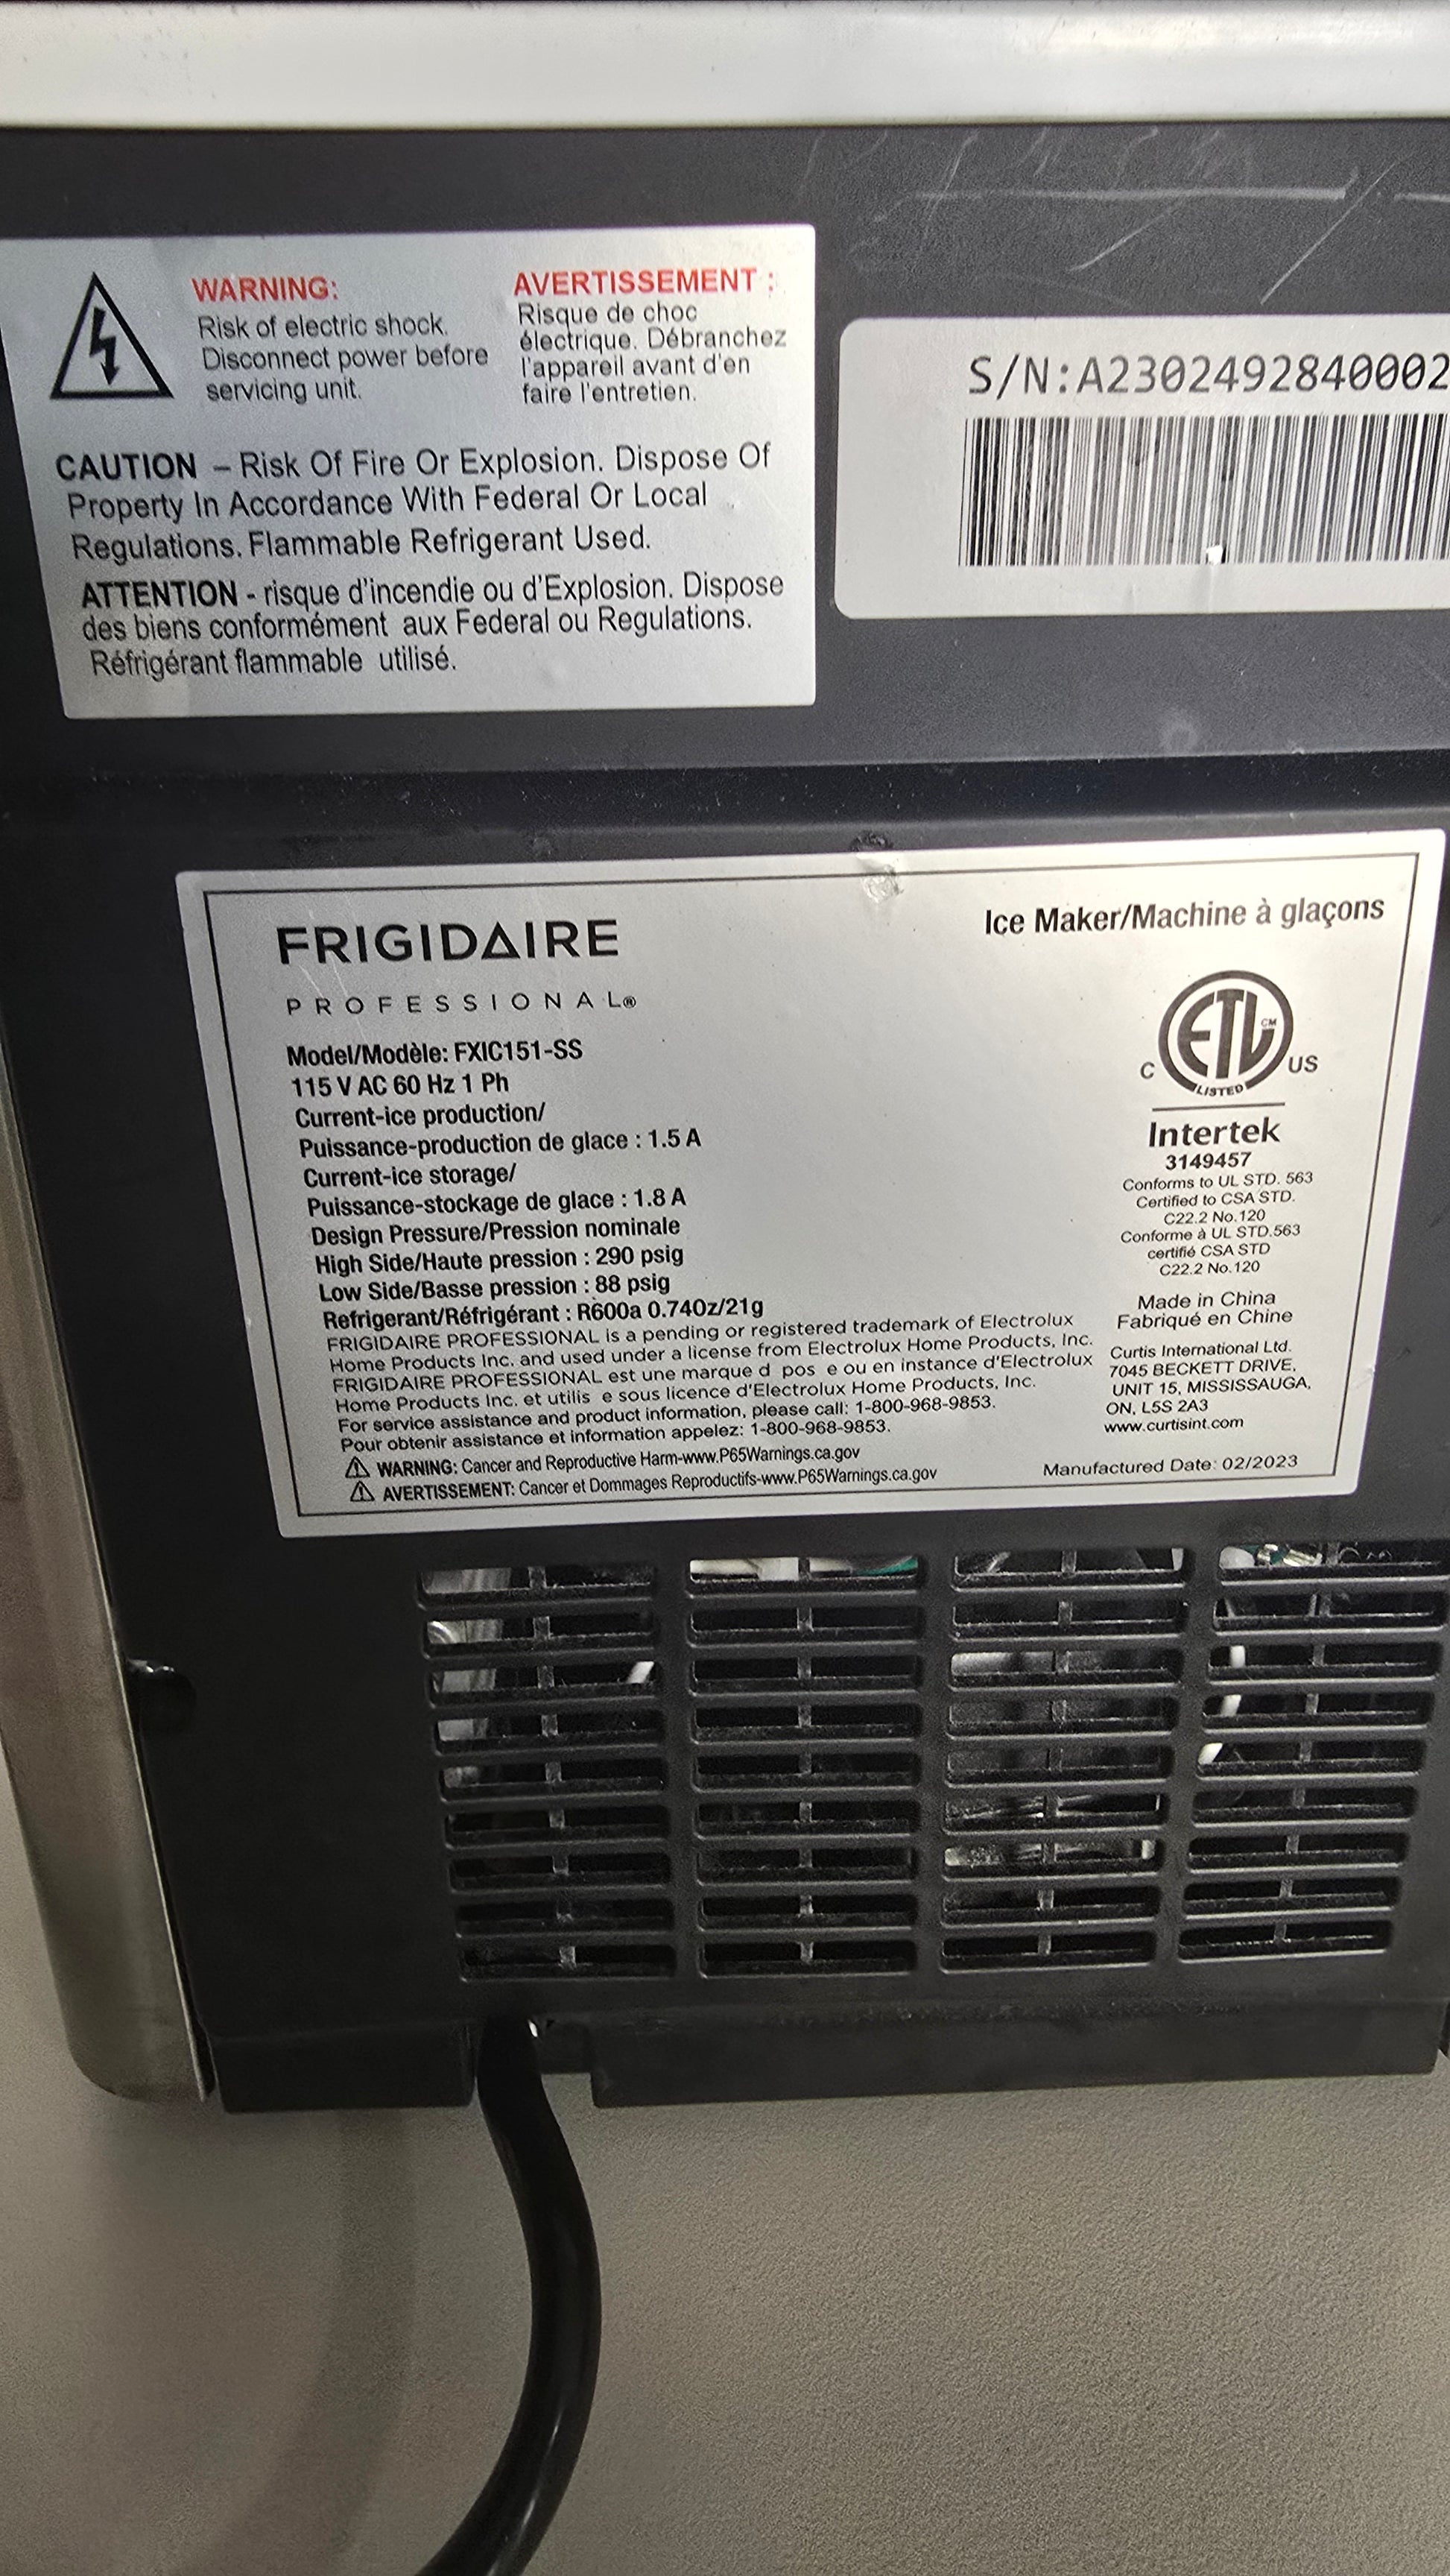 WARNING:
Risk of electric shock.
Disconnect power before
servicing unit.
AVERTISSEMENT :
Risque de choc
électrique. Débranchez
l'appareil avant d'en
faire l'entretien.
CAUTION – Risk Of Fire Or Explosion. Dispose Of
Property In Accordance With Federal Or Local
Regulations. Flammable Refrigerant Used.
ATTENTION - risque d'incendie ou d'Explosion. Dispose
des biens conformément aux Federal ou Regulations.
Réfrigérant flammable utilisé.
S/N:A2302492840002
FRIGIDAIRE
PROFESSIONAL®
Ice Maker/Machine à glaçons
Model/Modèle: FXIC151-SS
115 V AC 60 Hz 1 Ph
Current-ice production/
Puissance-production de glace : 1.5 A
Current-ice storage/
Puissance-stockage de glace : 1.8 A
Design Pressure/Pression nominale
High Side/Haute pression : 290 psig
Low Side/Basse pression : 88 psig
Refrigerant/Réfrigérant : R600a 0.74Oz/21g
FRIGIDAIRE PROFESSIONAL is a pending or registered trademark of Electrolux
Home Products Inc. and used under a license from Electrolux Home Products, Inc.
FRIGIDAIRE PROFESSIONAL est une marque d pos e ou en instance d'Electrolux
Home Products Inc. et utilis e sous licence d'Electrolux Home Products, Inc.
For service assistance and product information, please call: 1-800-968-9853.
Pour obtenir assistance et information appelez: 1-800-968-9853.
WARNING: Cancer and Reproductive Harm-www.P65Warnings.ca.gov
AVERTISSEMENT: Cancer et Dommages Reproductifs-www.P65Warnings.ca.gov
ETL CM
C US
LISTED
Intertek
3149457
Conforms to UL STD. 563
Certified to CSA STD.
C22.2 No.120
Conforme à UL STD.563
certifié CSA STD
C22.2 No.120
Made in China
Fabriqué en Chine
Curtis International Ltd.
7045 BECKETT DRIVE,
UNIT 15, MISSISSAUGA,
ON, L5S 2A3
www.curtisint.com
Manufactured Date: 02/2023